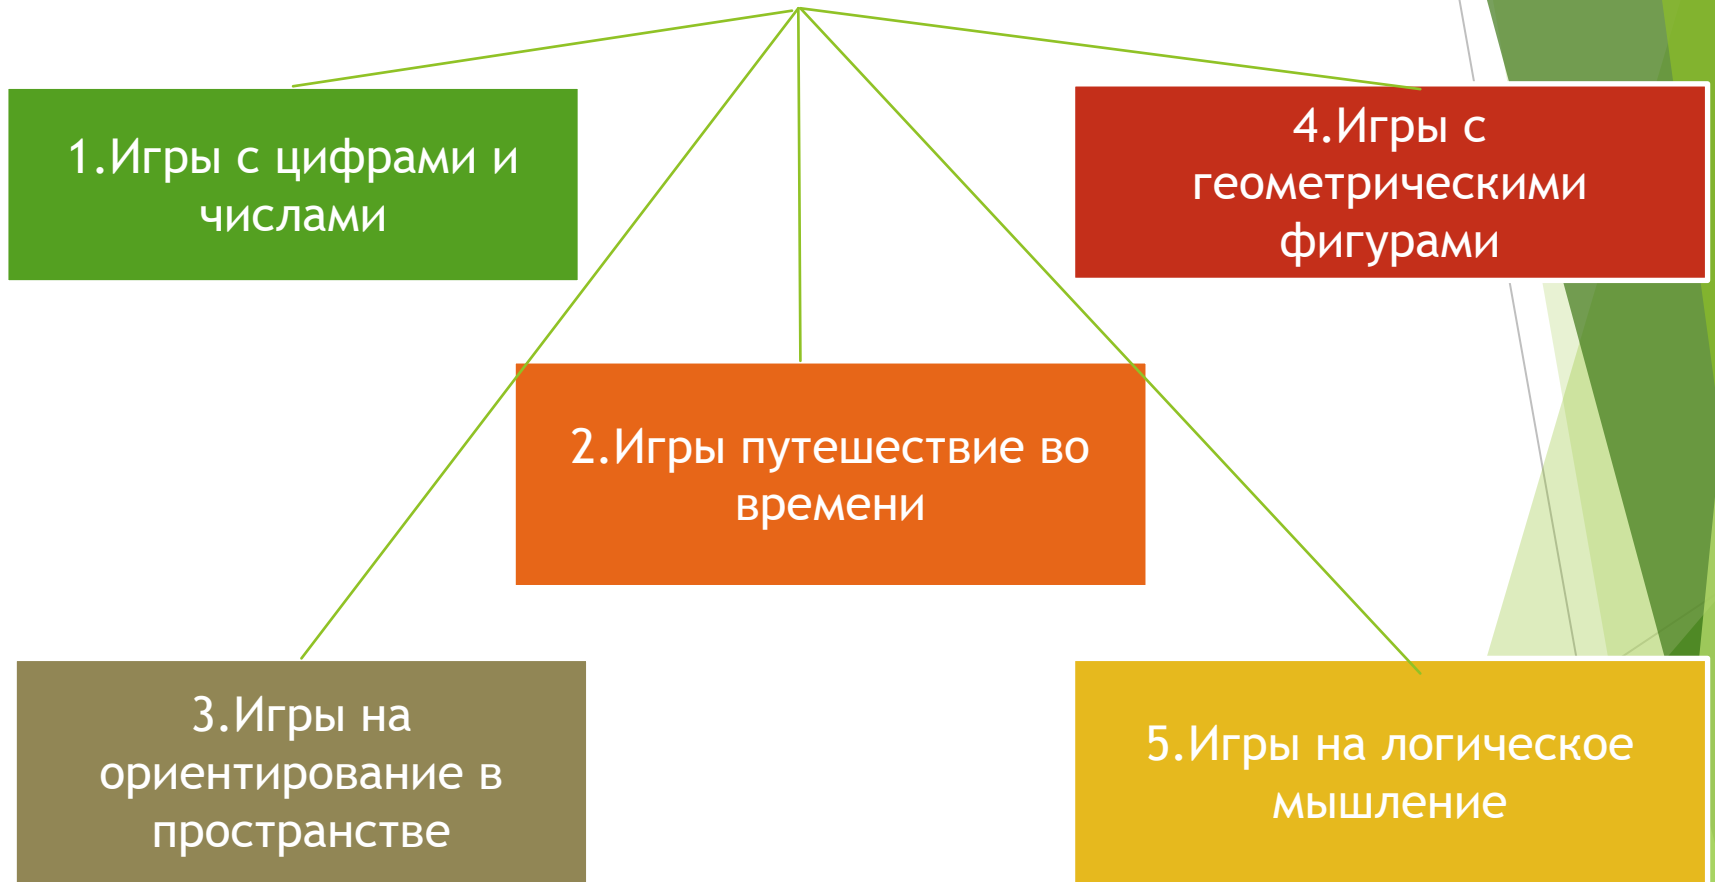 1.Игры с цифрами и
числами
4.Игры с
геометрическими
фигурами
2.Игры путешествие во
времени
3.Игры на
ориентирование в
пространстве
5.Игры на логическое
мышление